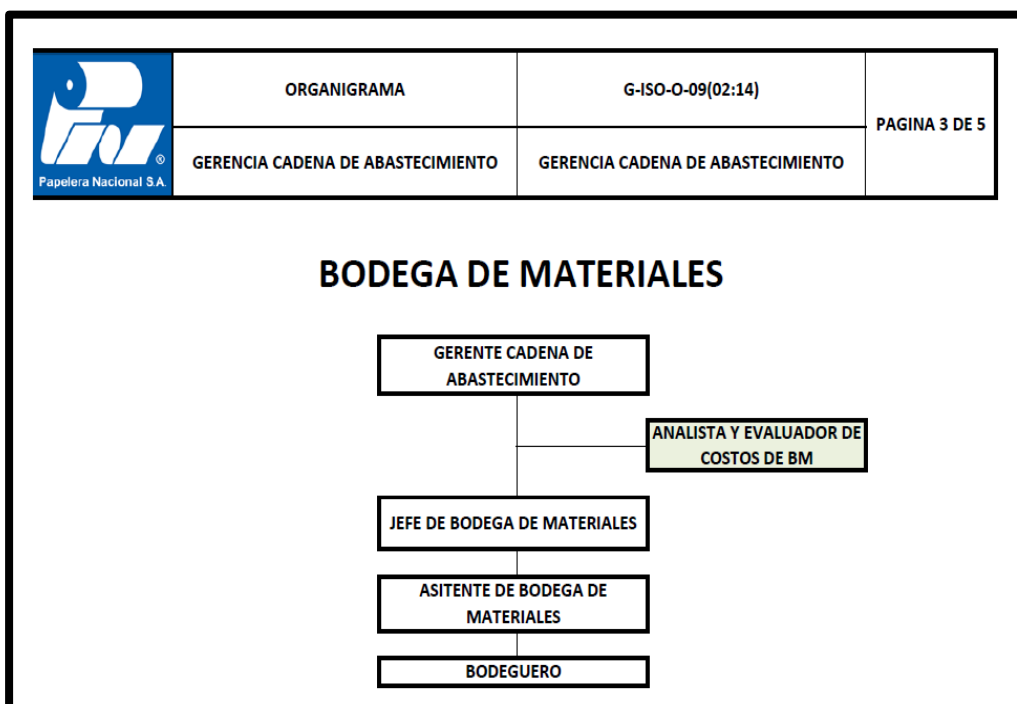 ORGANIGRAMA
G-ISO-O-09(02:14)
PAGINA 3 DE 5
GERENCIA CADENA DE ABASTECIMIENTO
GERENCIA CADENA DE ABASTECIMIENTO
PN
®
Papelera Nacional S.A.
BODEGA DE MATERIALES
GERENTE CADENA DE
ABASTECIMIENTO
ANALISTA Y EVALUADOR DE
COSTOS DE BM
JEFE DE BODEGA DE MATERIALES
ASITENTE DE BODEGA DE
MATERIALES
BODEGUERO